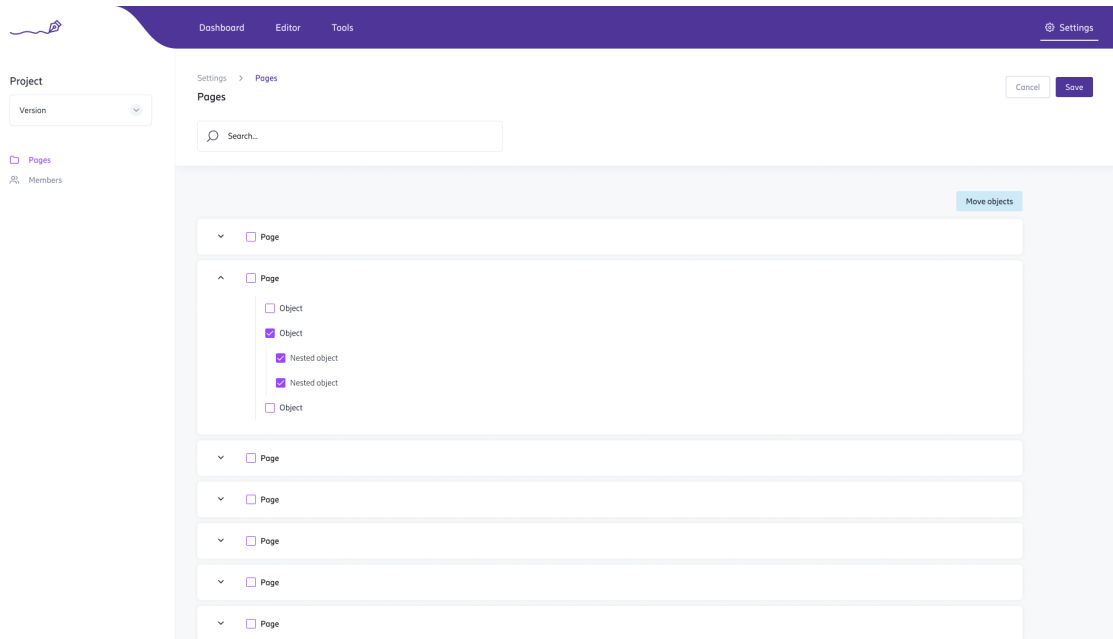 Dashboard Editor Tools Settings
Project
Version
Pages
Members
Settings > Pages
Pages
Cancel Save
Search...
Move objects
Page
Page
Object
Object
Nested object
Nested object
Object
Page
Page
Page
Page
Page